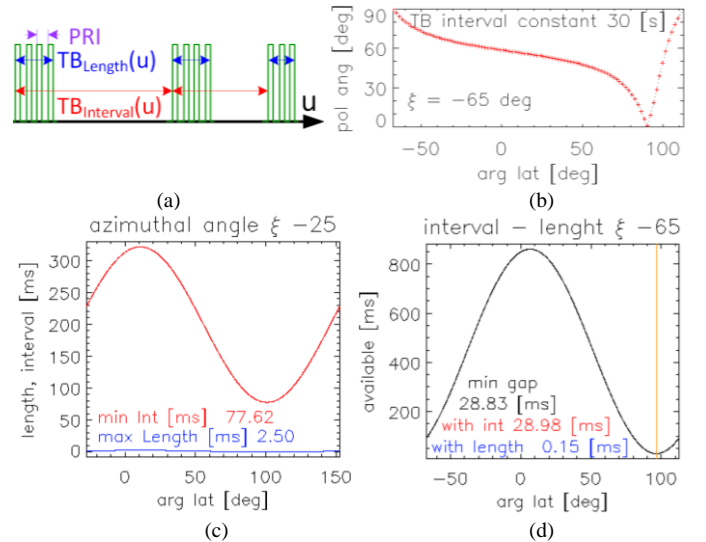 PRI
TB_Length(u)
TB_Interval(u)
u
(a)
TB interval constant 30 [s]
ξ = −65 deg
pol ang [deg]
90
60
30
0
−50 0 50 100
arg lat [deg]
(b)
azimuthal angle ξ −25
length, interval [ms]
300
250
200
150
100
50
0
min Int [ms] 77.62
max Length [ms] 2.50
0 50 100 150
arg lat [deg]
(c)
interval − lenght ξ −65
available [ms]
800
600
400
200
min gap
28.83 [ms]
with int 28.98 [ms]
with length 0.15 [ms]
−50 0 50 100
arg lat [deg]
(d)